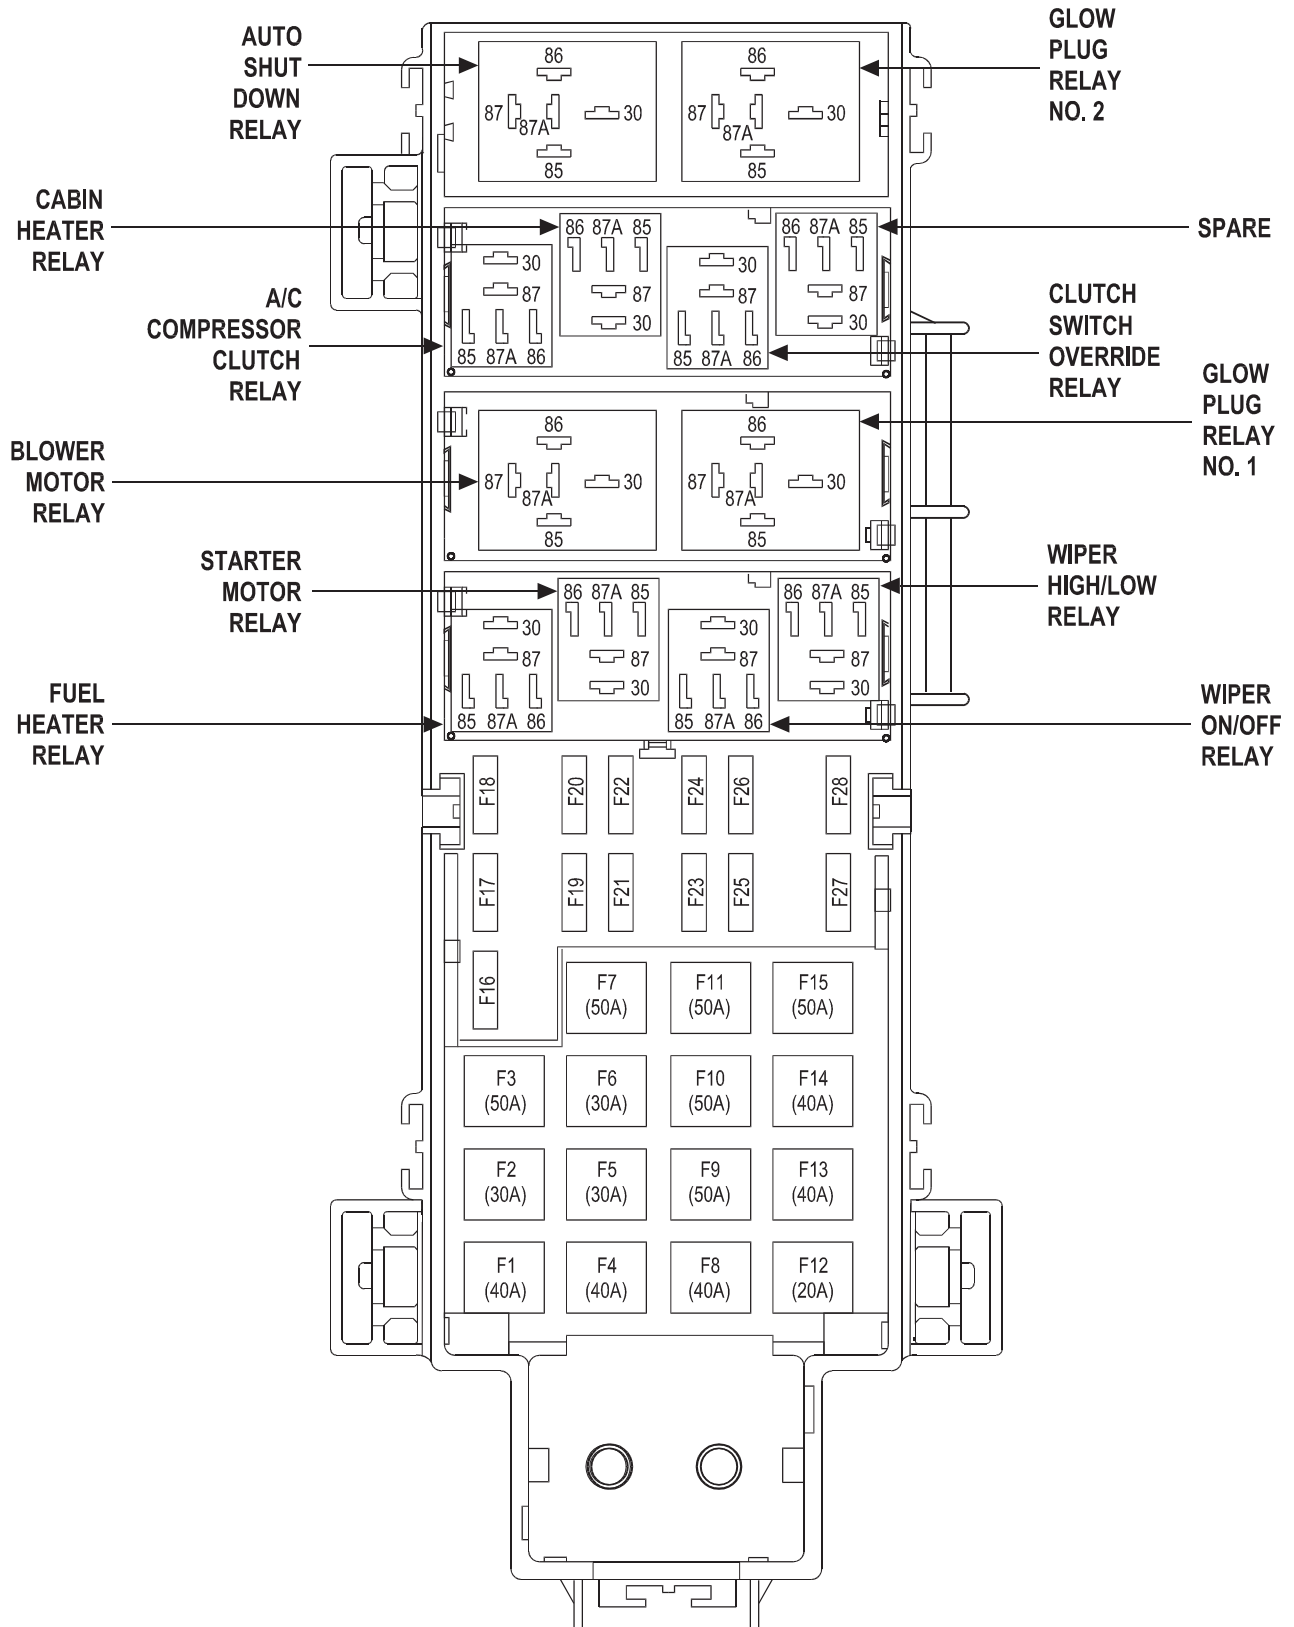 AUTO
SHUT
DOWN
RELAY
GLOW
PLUG
RELAY
NO. 2
86
87
87A
30
85
86
87
87A
30
85
CABIN
HEATER
RELAY
SPARE
86 87A 85
87
30
86 87A 85
87
30
A/C
COMPRESSOR
CLUTCH
RELAY
CLUTCH
SWITCH
OVERRIDE
RELAY
30
87
85 87A 86
30
87
85 87A 86
BLOWER
MOTOR
RELAY
GLOW
PLUG
RELAY
NO. 1
86
87
87A
30
85
86
87
87A
30
85
STARTER
MOTOR
RELAY
WIPER
HIGH/LOW
RELAY
86 87A 85
87
30
86 87A 85
87
30
FUEL
HEATER
RELAY
WIPER
ON/OFF
RELAY
30
87
85 87A 86
30
87
85 87A 86
F18 F20 F22 F24 F26 F28
F17 F19 F21 F23 F25 F27
F16
F7
(50A)
F11
(50A)
F15
(50A)
F3
(50A)
F6
(30A)
F10
(50A)
F14
(40A)
F2
(30A)
F5
(30A)
F9
(50A)
F13
(40A)
F1
(40A)
F4
(40A)
F8
(40A)
F12
(20A)